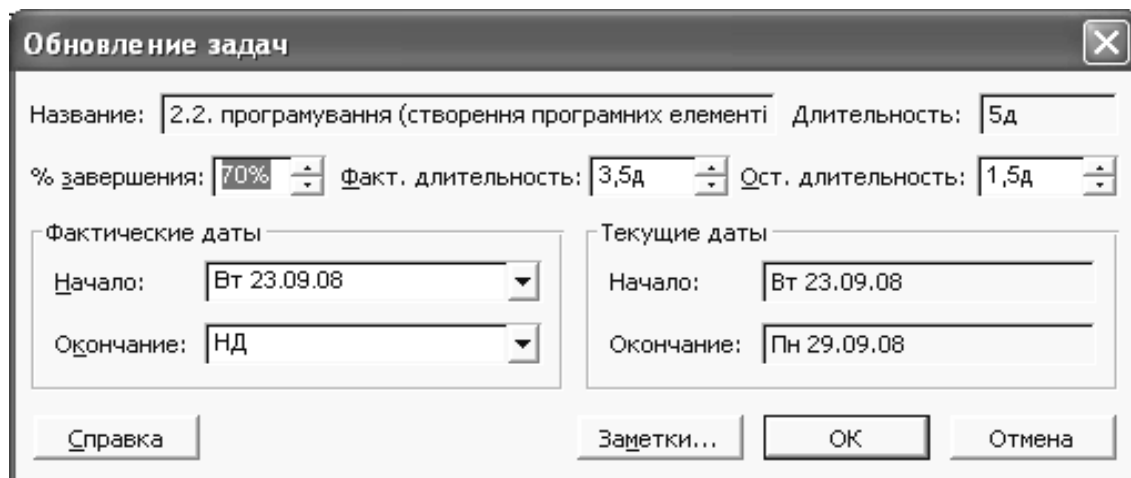 Обновление задач
Название: 2.2. програмування (створення програмних елементі Длительность: 5д
% завершения: 70% Факт. длительность: 3,5д Ост. длительность: 1,5д
Фактические даты Текущие даты
Начало: Вт 23.09.08 Начало: Вт 23.09.08
Окончание: НД Окончание: Пн 29.09.08
Справка Заметки... ОК Отмена